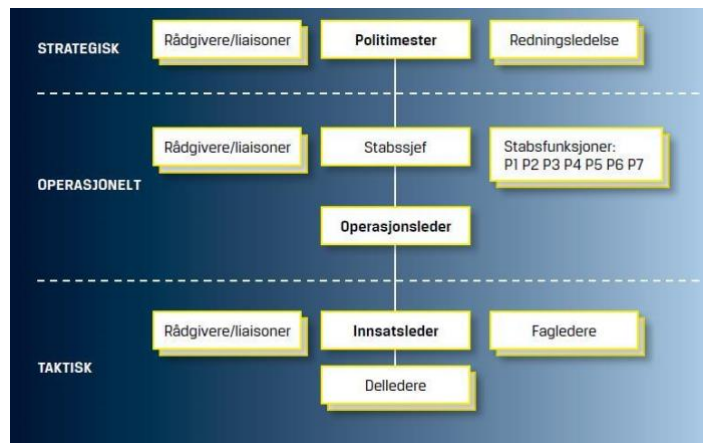 STRATEGISK
Rådgivere/liaisoner
Politimester
Redningsledelse
OPERASJONELT
Rådgivere/liaisoner
Stabssjef
Stabsfunksjoner:
P1 P2 P3 P4 P5 P6 P7
Operasjonsleder
TAKTISK
Rådgivere/liaisoner
Innsatsleder
Fagledere
Delledere